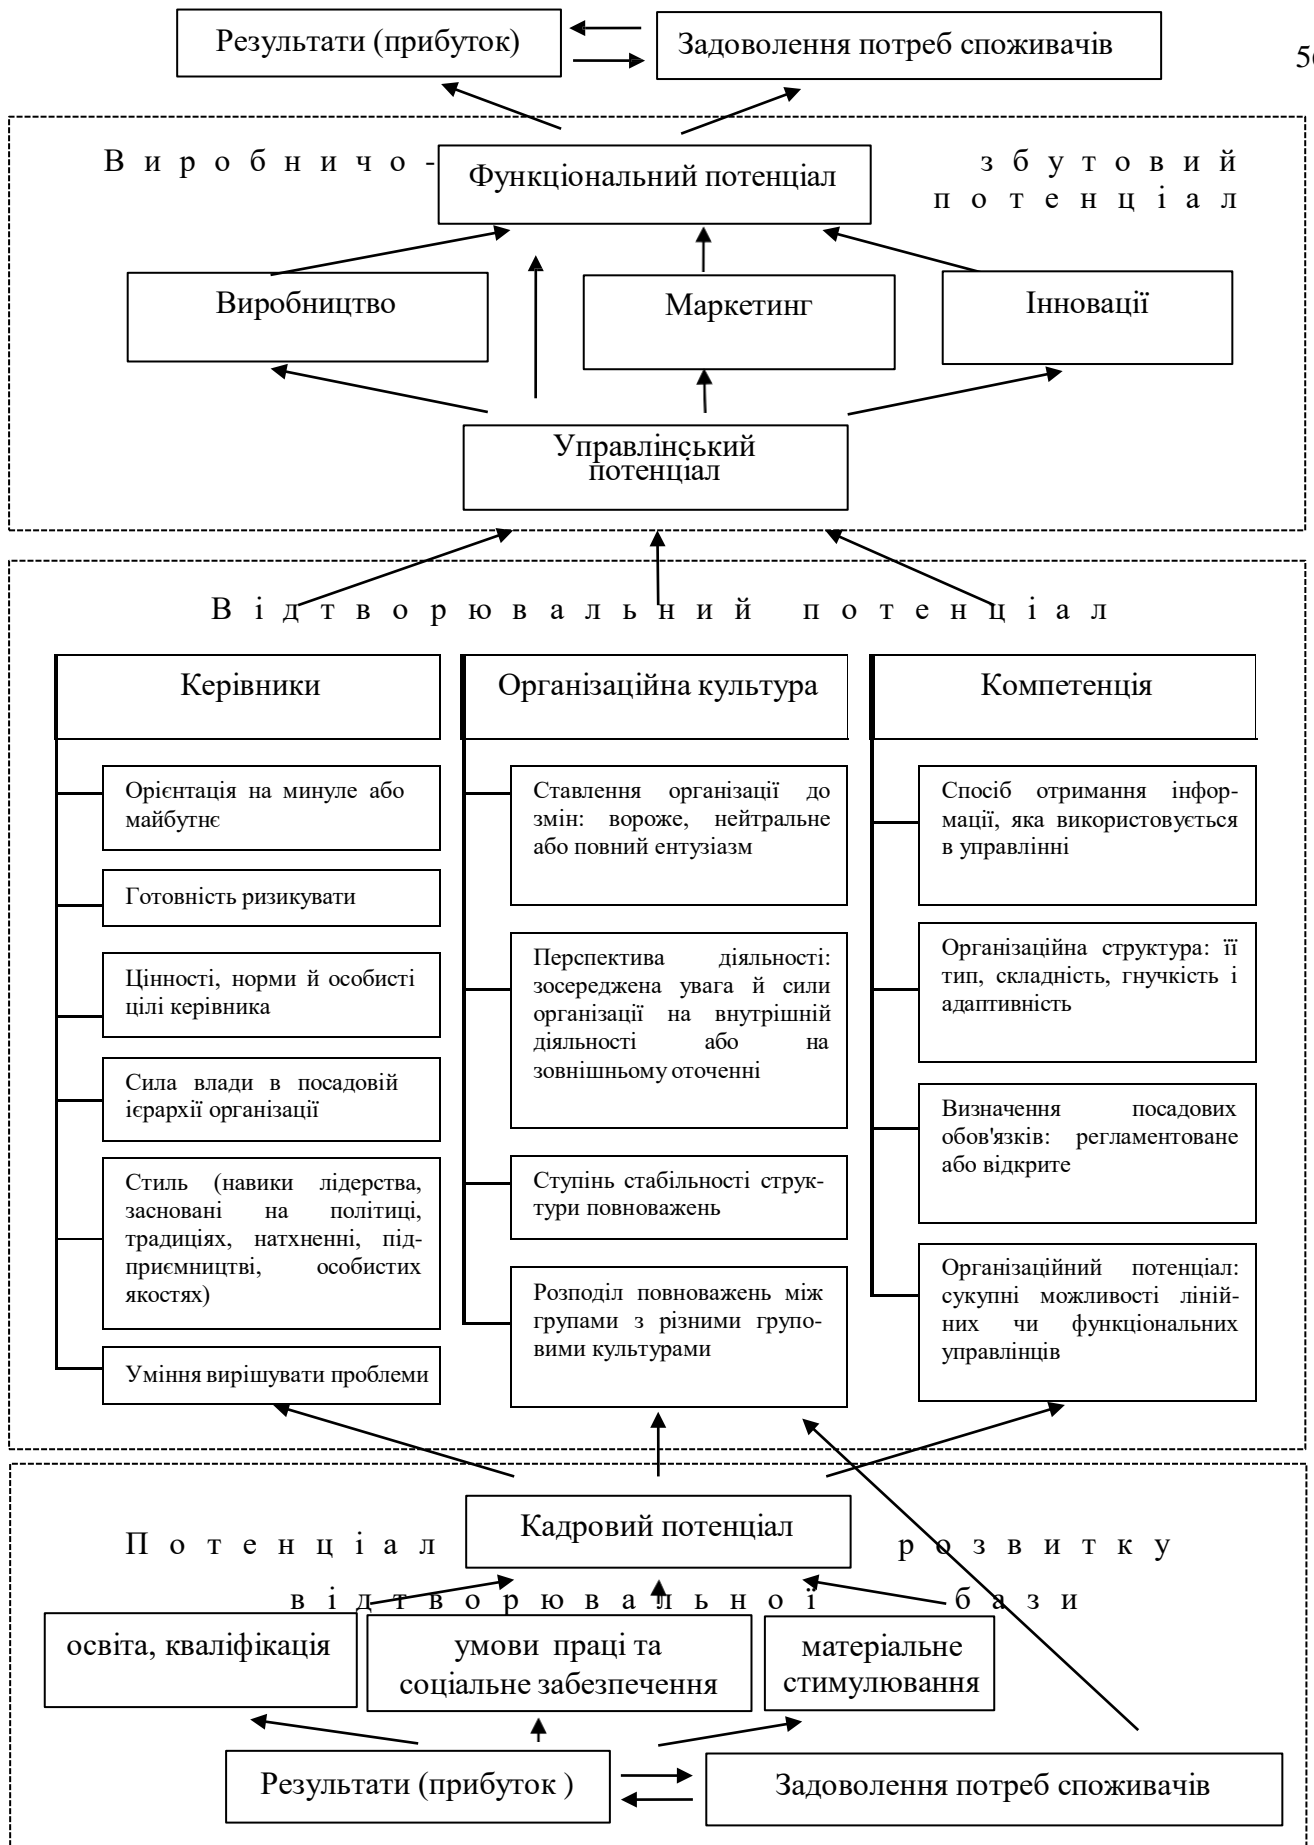 Результати (прибуток)
Задоволення потреб споживачів
Виробничо-
збутовий
потенціал
Функціональний потенціал
Виробництво
Маркетинг
Інновації
Управлінський
потенціал
Відтворювальний потенціал
Керівники
Орієнтація на минуле або
майбутнє
Готовність ризикувати
Цінності, норми й особисті
цілі керівника
Сила влади в посадовій
ієрархії організації
Стиль (навики лідерства,
засновані на політиці,
традиціях, натхненні, під-
приємництві, особистих
якостях)
Уміння вирішувати проблеми
Організаційна культура
Ставлення організації до
змін: вороже, нейтральне
або повний ентузіазм
Перспектива діяльності:
зосереджена увага й сили
організації на внутрішній
діяльності або на
зовнішньому оточенні
Ступінь стабільності струк-
тури повноважень
Розподіл повноважень між
групами з різними групо-
вими культурами
Компетенція
Спосіб отримання інфор-
мації, яка використовується
в управлінні
Організаційна структура: її
тип, складність, гнучкість і
адаптивність
Визначення посадових
обов'язків: регламентоване
або відкрите
Організаційний потенціал:
сукупні можливості ліній-
них чи функціональних
управлінців
Кадровий потенціал
Потенціал розвитку
відтворювальної бази
освіта, кваліфікація
умови праці та
соціальне забезпечення
матеріальне
стимулювання
Результати (прибуток )
Задоволення потреб споживачів